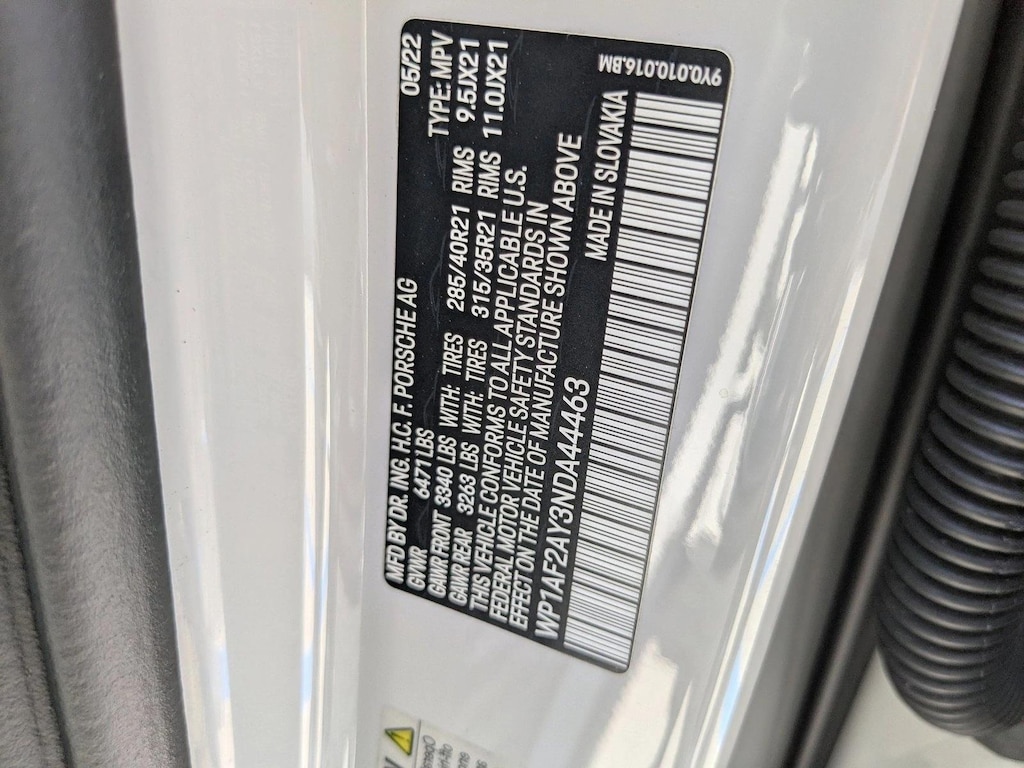 MFD BY DR. ING. H.C. F. PORSCHE AG 05/22
GVWR 6471 LBS TYPE: MPV
GAWR FRONT 3340 LBS WITH: TIRES 285/40R21 RIMS 9.5JX21
GAWR REAR 3263 LBS WITH: TIRES 315/35R21 RIMS 11.0JX21
THIS VEHICLE CONFORMS TO ALL APPLICABLE U.S.
FEDERAL MOTOR VEHICLE SAFETY STANDARDS IN
EFFECT ON THE DATE OF MANUFACTURE SHOWN ABOVE
MADE IN SLOVAKIA
WP1AF2AY3NDA44463
9Y0.010.016.BM